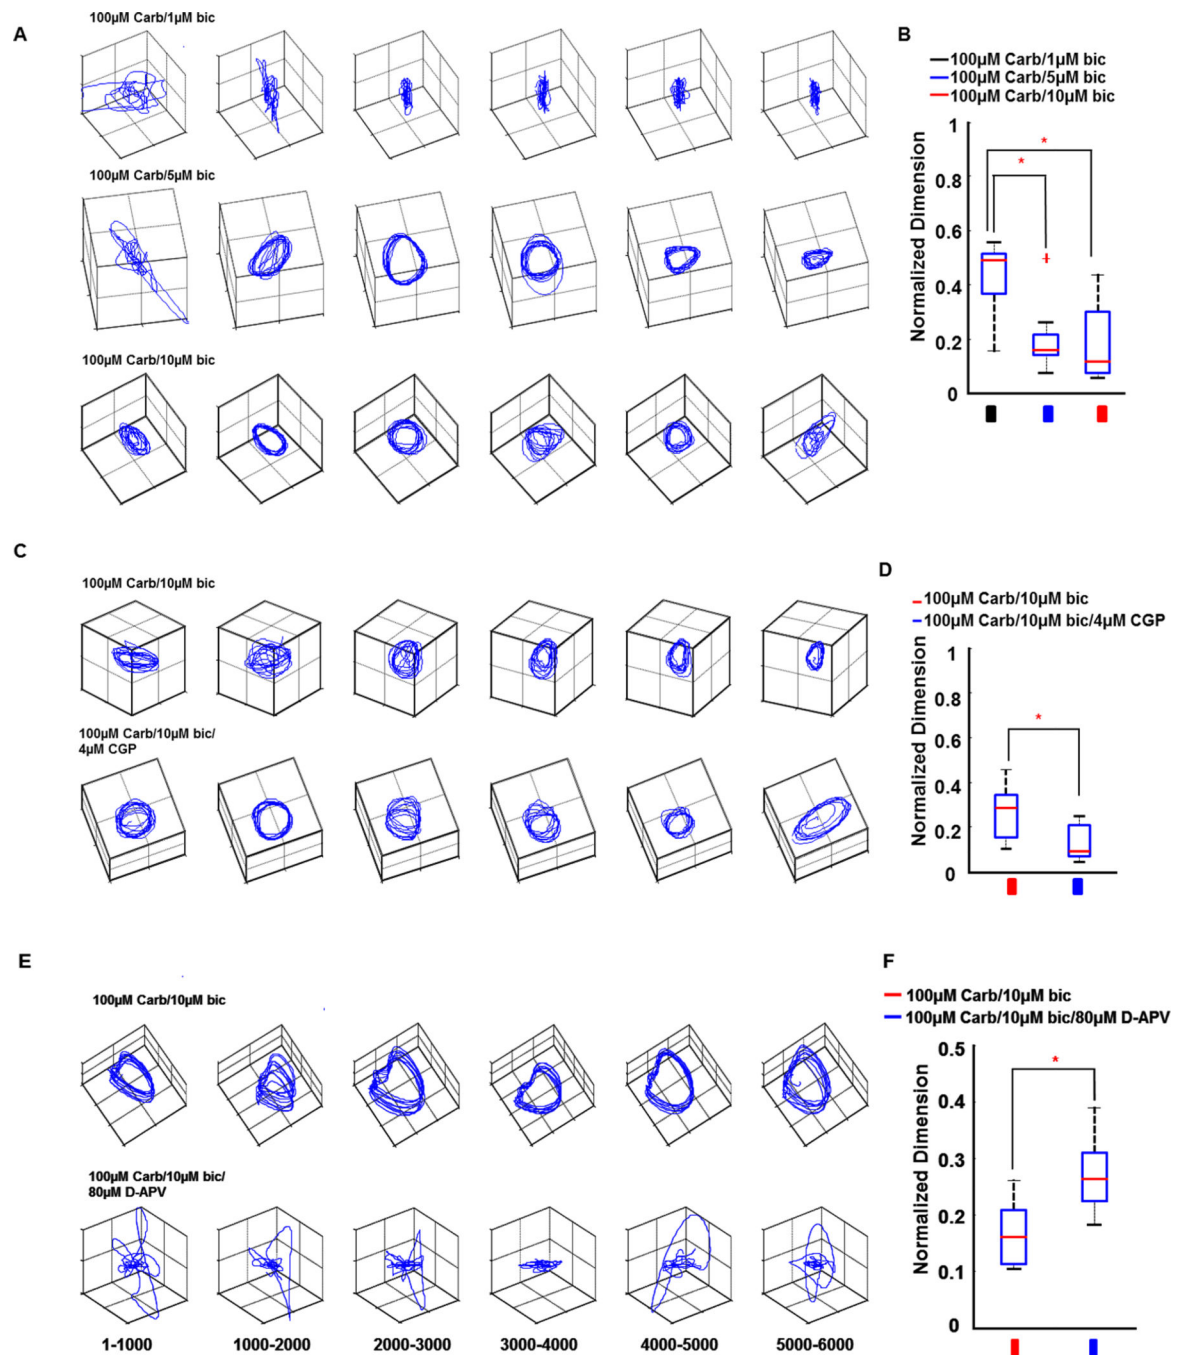 A
100µM Carb/1µM bic
100µM Carb/5µM bic
100µM Carb/10µM bic
B
100µM Carb/1µM bic
100µM Carb/5µM bic
100µM Carb/10µM bic
Normalized Dimension
1
0.8
0.6
0.4
0.2
0
*
*
C
100µM Carb/10µM bic
100µM Carb/10µM bic/
4µM CGP
D
100µM Carb/10µM bic
100µM Carb/10µM bic/4µM CGP
Normalized Dimension
1
0.8
0.6
0.4
0.2
0
*
E
100µM Carb/10µM bic
100µM Carb/10µM bic/
80µM D-APV
1-1000 1000-2000 2000-3000 3000-4000 4000-5000 5000-6000
F
100µM Carb/10µM bic
100µM Carb/10µM bic/80µM D-APV
Normalized Dimension
0.5
0.4
0.3
0.2
0.1
0
*